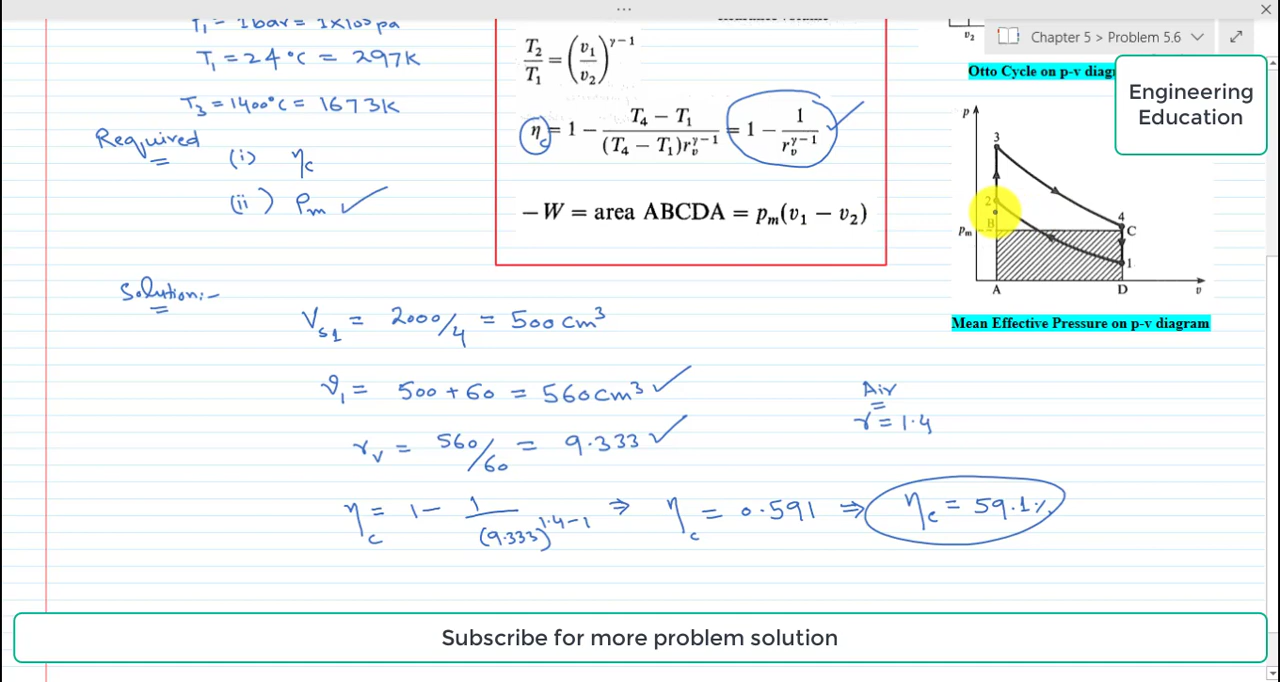 T₁ = 1bar = 1×10⁵ pa
T₁ = 24°C = 297K
T₃ = 1400°C = 1673K
Required
(i) ηc
(ii) Pm ✓
T₂/T₁ = (v₁/v₂)^γ−1
ηc = 1 − (T₄ − T₁)/((T₄ − T₁)rᵥ^γ−1) = 1 − 1/rᵥ^γ−1 ✓
−W = area ABCDA = pm(v₁ − v₂)
v₂
Chapter 5 > Problem 5.6
Otto Cycle on p-v diag
Engineering
Education
p
3
2
4
B
C
pm
1
A
D
v
Mean Effective Pressure on p-v diagram
Solution:-
Vs1 = 2000/4 = 500 cm³
ϑ₁ = 500 + 60 = 560 cm³ ✓
rv = 560/60 = 9.333 ✓
Air
γ = 1.4
ηc = 1 − 1/(9.333)^1.4−1 ⇒ ηc = 0.591 ⇒ ηc = 59.1%
Subscribe for more problem solution